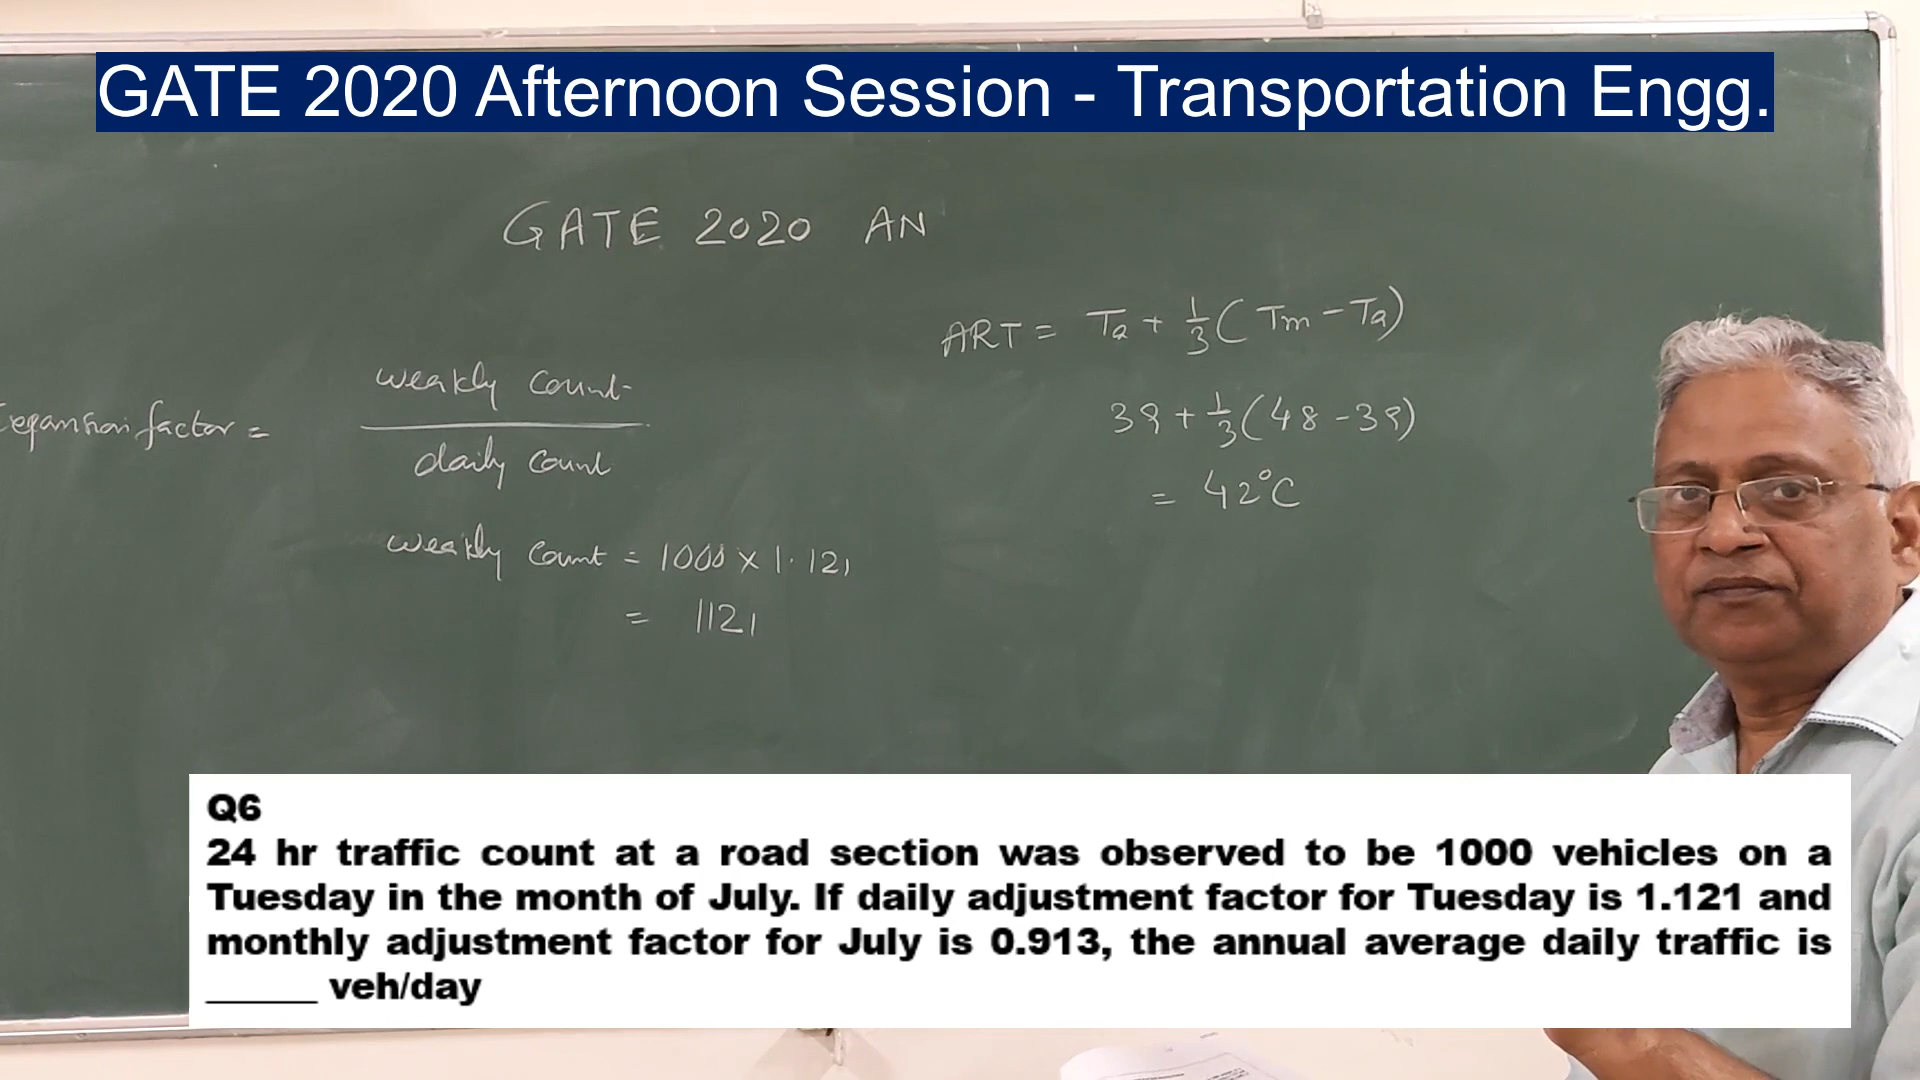 GATE 2020 Afternoon Session - Transportation Engg.
GATE 2020 AN
Expansion factor = weakly count
daily count
weakly count = 1000 x 1.121
= 1121
ART = Ta + 1/3 ( Tm - Ta)
39 + 1/3 (48 - 39)
= 42°C
Q6
24 hr traffic count at a road section was observed to be 1000 vehicles on a
Tuesday in the month of July. If daily adjustment factor for Tuesday is 1.121 and
monthly adjustment factor for July is 0.913, the annual average daily traffic is
______ veh/day